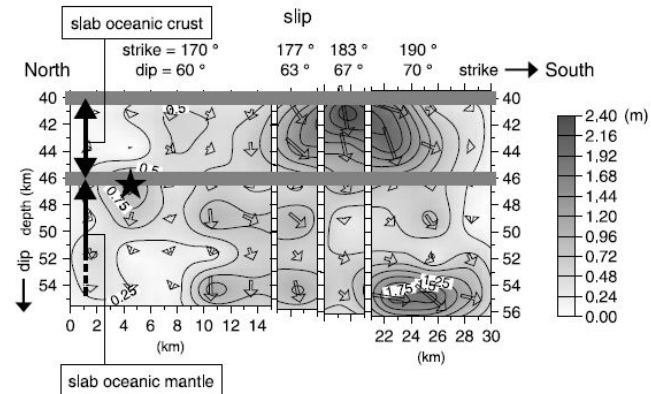 slip
slab oceanic crust
strike = 170 ° 177 ° 183 ° 190 °
North dip = 60 ° 63 ° 67 ° 70 ° strike South
40 40 2.40 (m)
42 42 2.16
44 44 1.92
46 46 1.68
48 48 1.44
50 50 1.20
52 52 0.96
54 54 0.72
56 0.48
0.24
0.00
dip depth (km)
0.5
0.5
0.75
0.25
1.75 1.5 1.25
0 2 4 6 8 10 12 14 22 24 26 28 30
(km) (km)
slab oceanic mantle